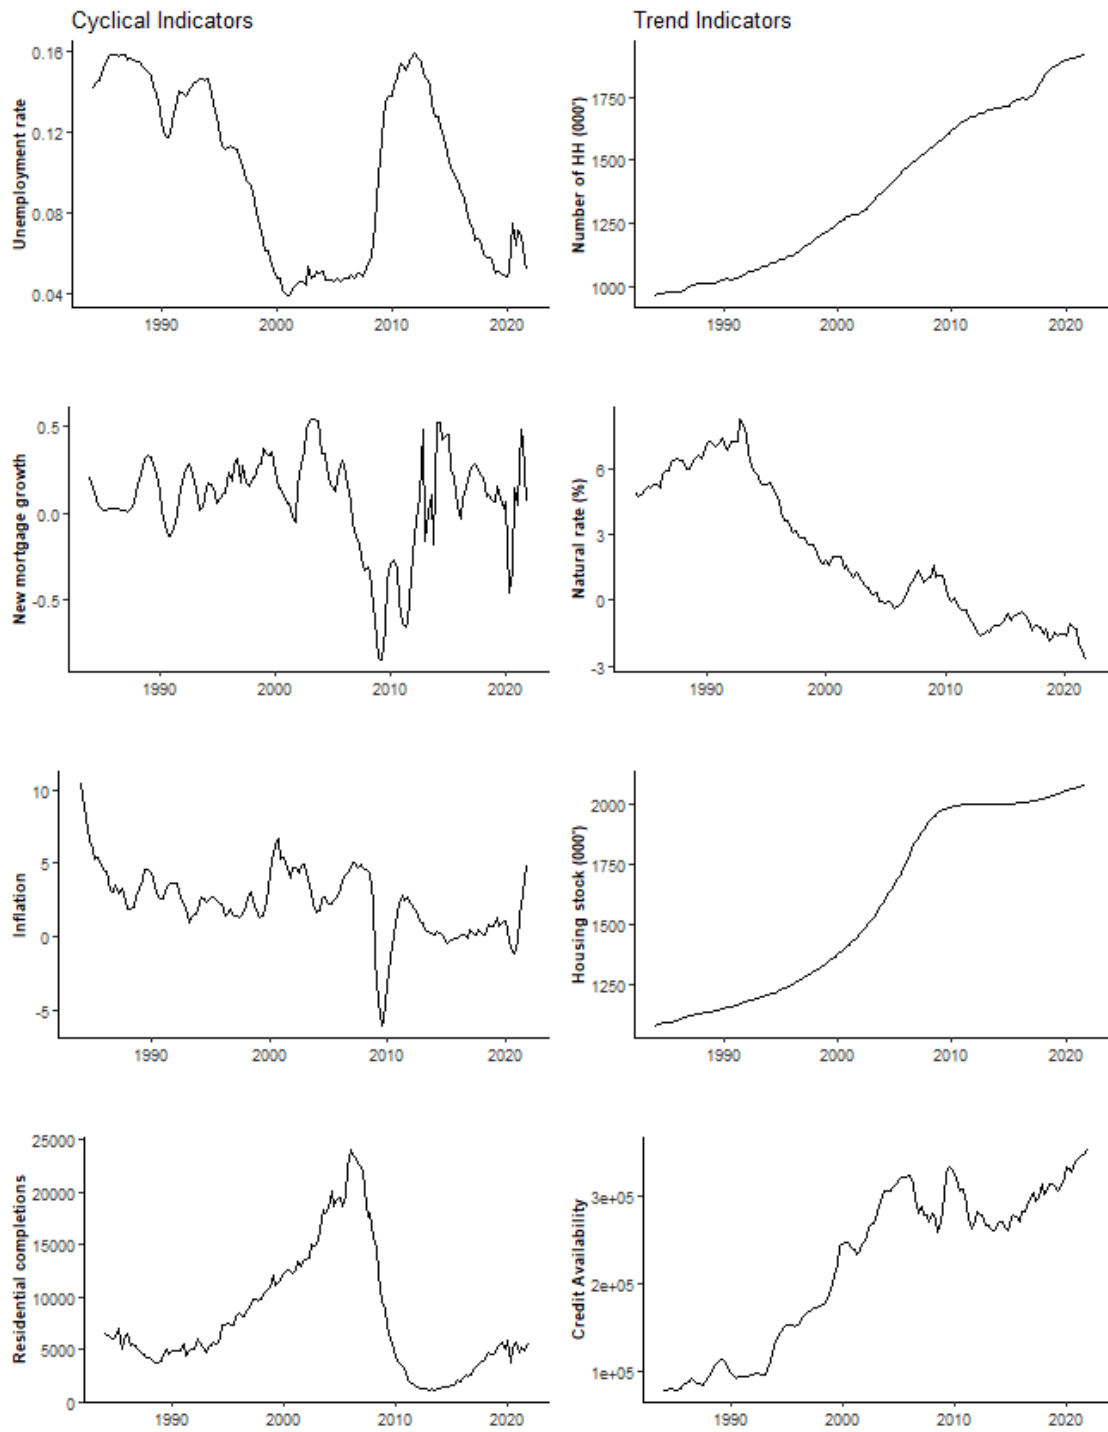 Cyclical Indicators
Trend Indicators
Unemployment rate
0.16
0.12
0.08
0.04
1990 2000 2010 2020
Number of HH (000')
1750
1500
1250
1000
1990 2000 2010 2020
New mortgage growth
0.5
0.0
-0.5
1990 2000 2010 2020
Natural rate (%)
6
3
0
-3
1990 2000 2010 2020
Inflation
10
5
0
-5
1990 2000 2010 2020
Housing stock (000')
2000
1750
1500
1250
1990 2000 2010 2020
Residential completions
25000
20000
15000
10000
5000
0
1990 2000 2010 2020
Credit Availability
3e+05
2e+05
1e+05
1990 2000 2010 2020